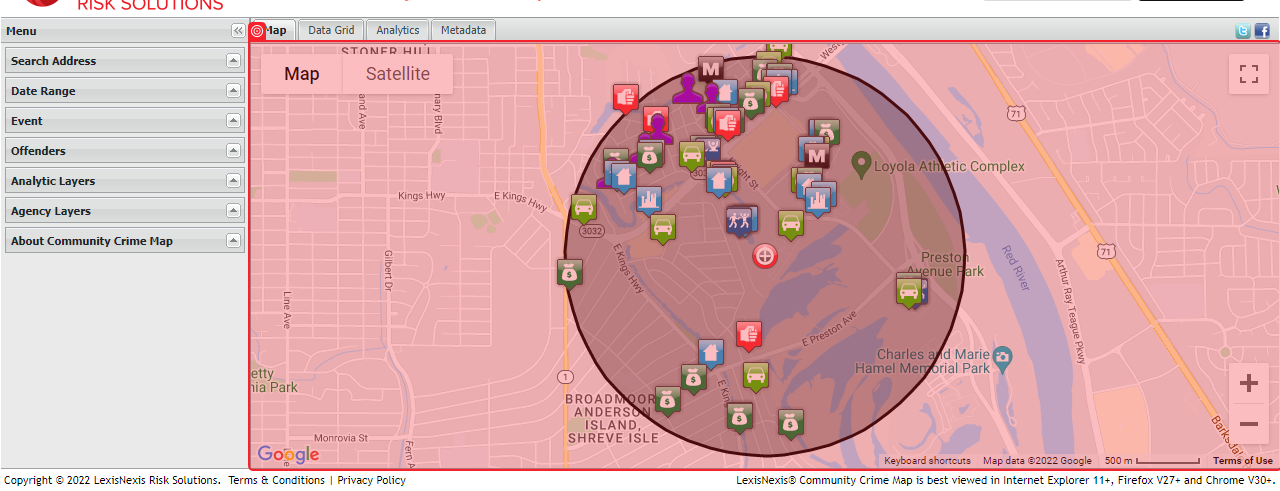 RISK SOLUTIONS
Menu
Map
Data Grid
Analytics
Metadata
Search Address
Date Range
Event
Offenders
Analytic Layers
Agency Layers
About Community Crime Map
Map
Satellite
STONER HILL
71
Loyola Athletic Complex
Kings Hwy
E Kings Hwy
3032
E Kings Hwy
Gilbert Dr
Line Ave
Preston
Avenue Park
Red River
71
Arthur Ray Teague Pkwy
E Preston Ave
Charles and Marie
Hamel Memorial Park
1
BROADMOOR
ANDERSON
ISLAND,
SHREVE ISLE
Monrovia St
Google
Keyboard shortcuts
Map data ©2022 Google
500 m
Terms of Use
Copyright © 2022 LexisNexis Risk Solutions. Terms & Conditions | Privacy Policy
LexisNexis® Community Crime Map is best viewed in Internet Explorer 11+, Firefox V27+ and Chrome V30+.